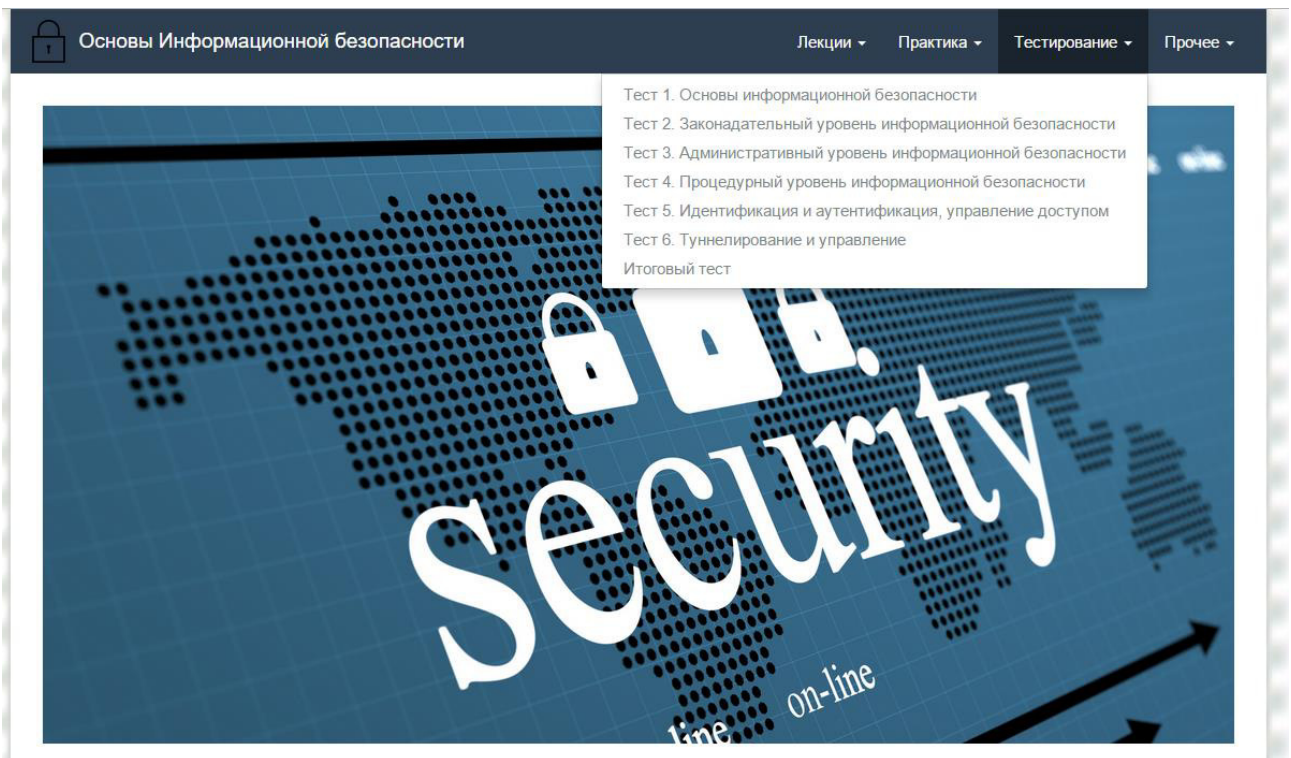 Основы Информационной безопасности
Лекции Практика Тестирование Прочее
Тест 1. Основы информационной безопасности
Тест 2. Законадательный уровень информационной безопасности
Тест 3. Административный уровень информационной безопасности
Тест 4. Процедурный уровень информационной безопасности
Тест 5. Идентификация и аутентификация, управление доступом
Тест 6. Туннелирование и управление
Итоговый тест
security
on-line
line